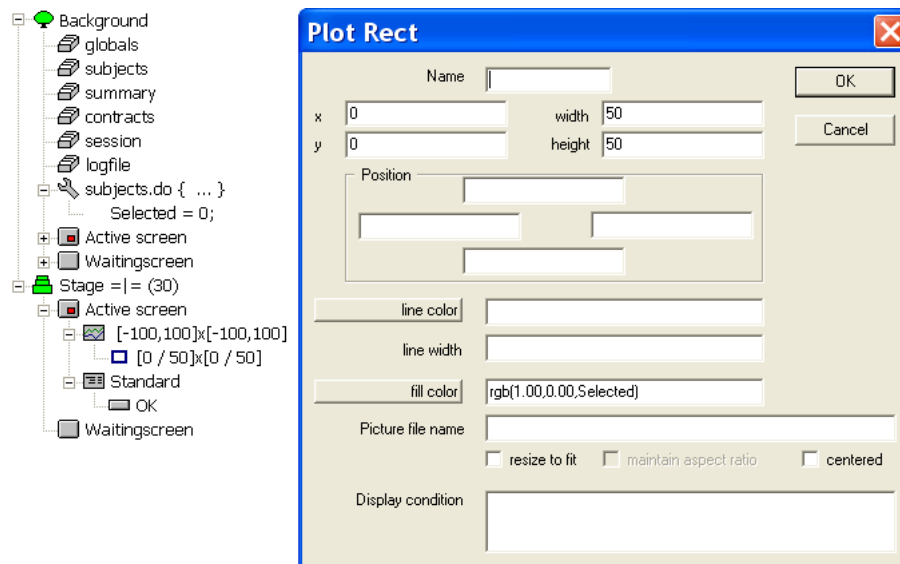 Background
globals
subjects
summary
contracts
session
logfile
subjects.do { ... }
Selected = 0;
Active screen
Waitingscreen
Stage =|= (30)
Active screen
[-100,100]x[-100,100]
[0 / 50]x[0 / 50]
Standard
OK
Waitingscreen
Plot Rect
Name
OK
x 0 width 50
Cancel
y 0 height 50
Position
line color
line width
fill color rgb(1.00,0.00,Selected)
Picture file name
resize to fit maintain aspect ratio centered
Display condition